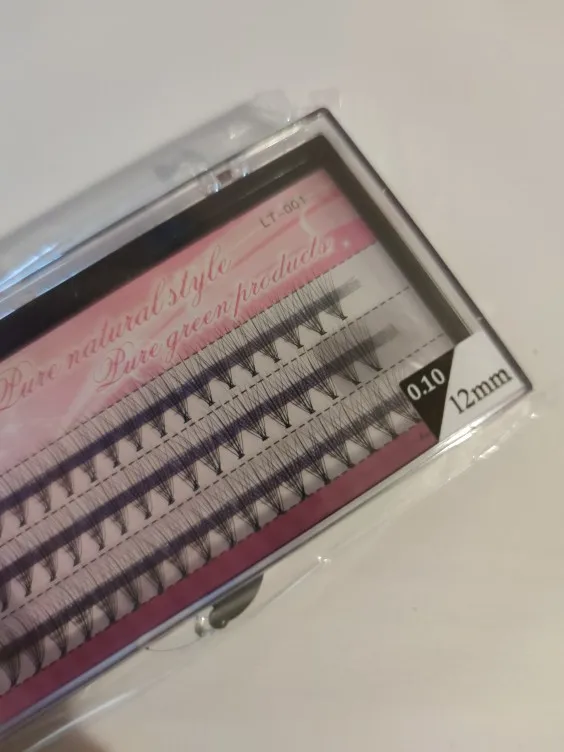 LT-001
Pure natural style
Pure green products
0.10
12mm